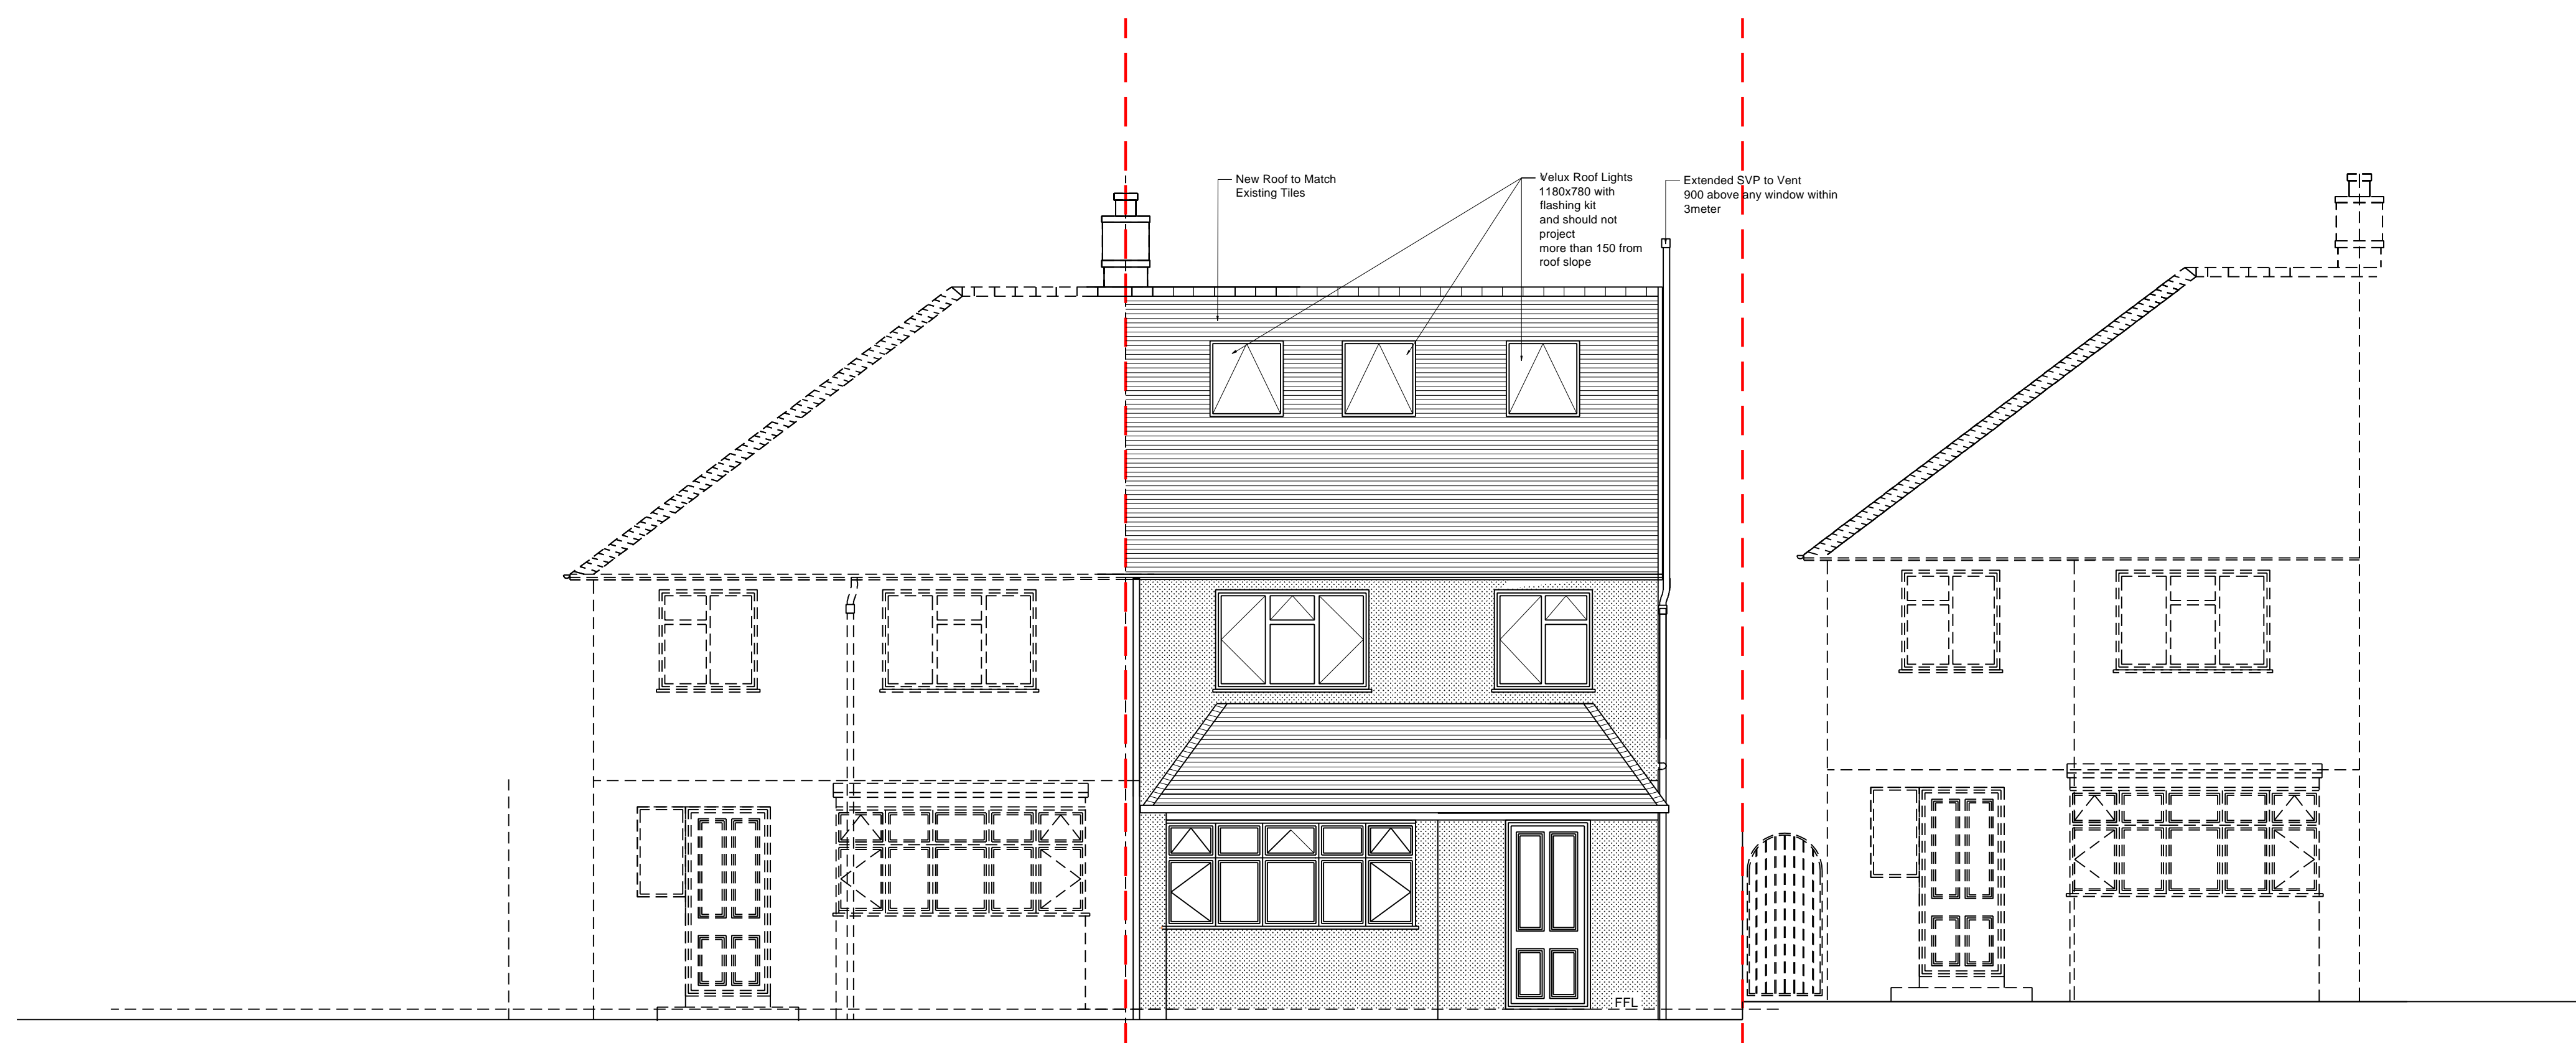 New Roof to Match
Existing Tiles
Velux Roof Lights
1180x780 with
flashing kit
and should not
project
more than 150 from
roof slope
Extended SVP to Vent
900 above any window within
3meter
FFL